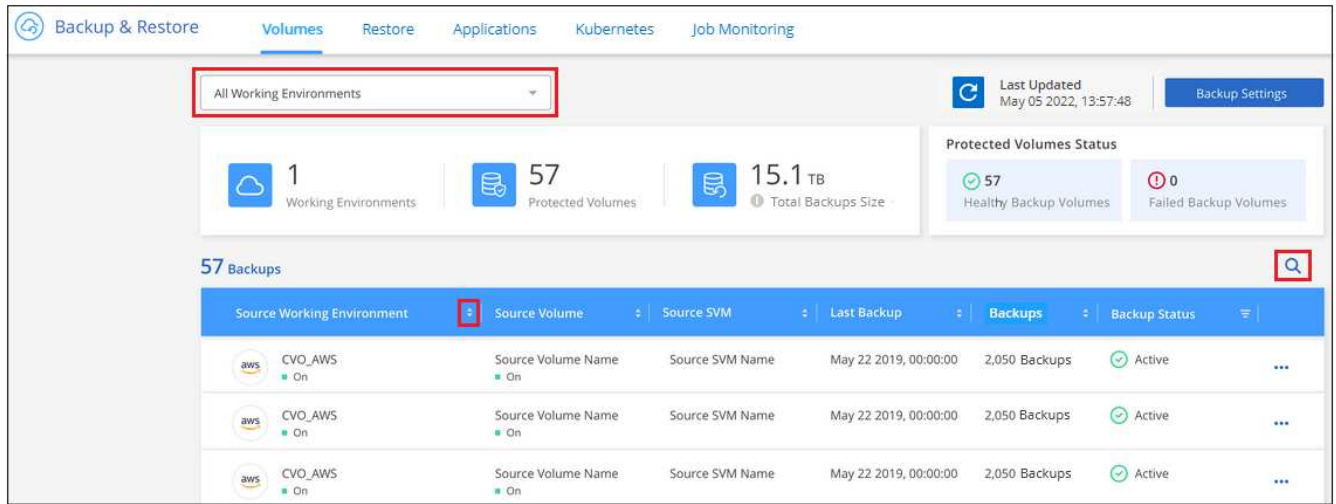 Backup & Restore Volumes Restore Applications Kubernetes Job Monitoring
All Working Environments
Last Updated
May 05 2022, 13:57:48
Backup Settings
1
Working Environments
57
Protected Volumes
15.1 TB
Total Backups Size
Protected Volumes Status
57
Healthy Backup Volumes
0
Failed Backup Volumes
57 Backups
Source Working Environment Source Volume Source SVM Last Backup Backups Backup Status
aws CVO_AWS Source Volume Name Source SVM Name May 22 2019, 00:00:00 2,050 Backups Active
On On
aws CVO_AWS Source Volume Name Source SVM Name May 22 2019, 00:00:00 2,050 Backups Active
On On
aws CVO_AWS Source Volume Name Source SVM Name May 22 2019, 00:00:00 2,050 Backups Active
On On